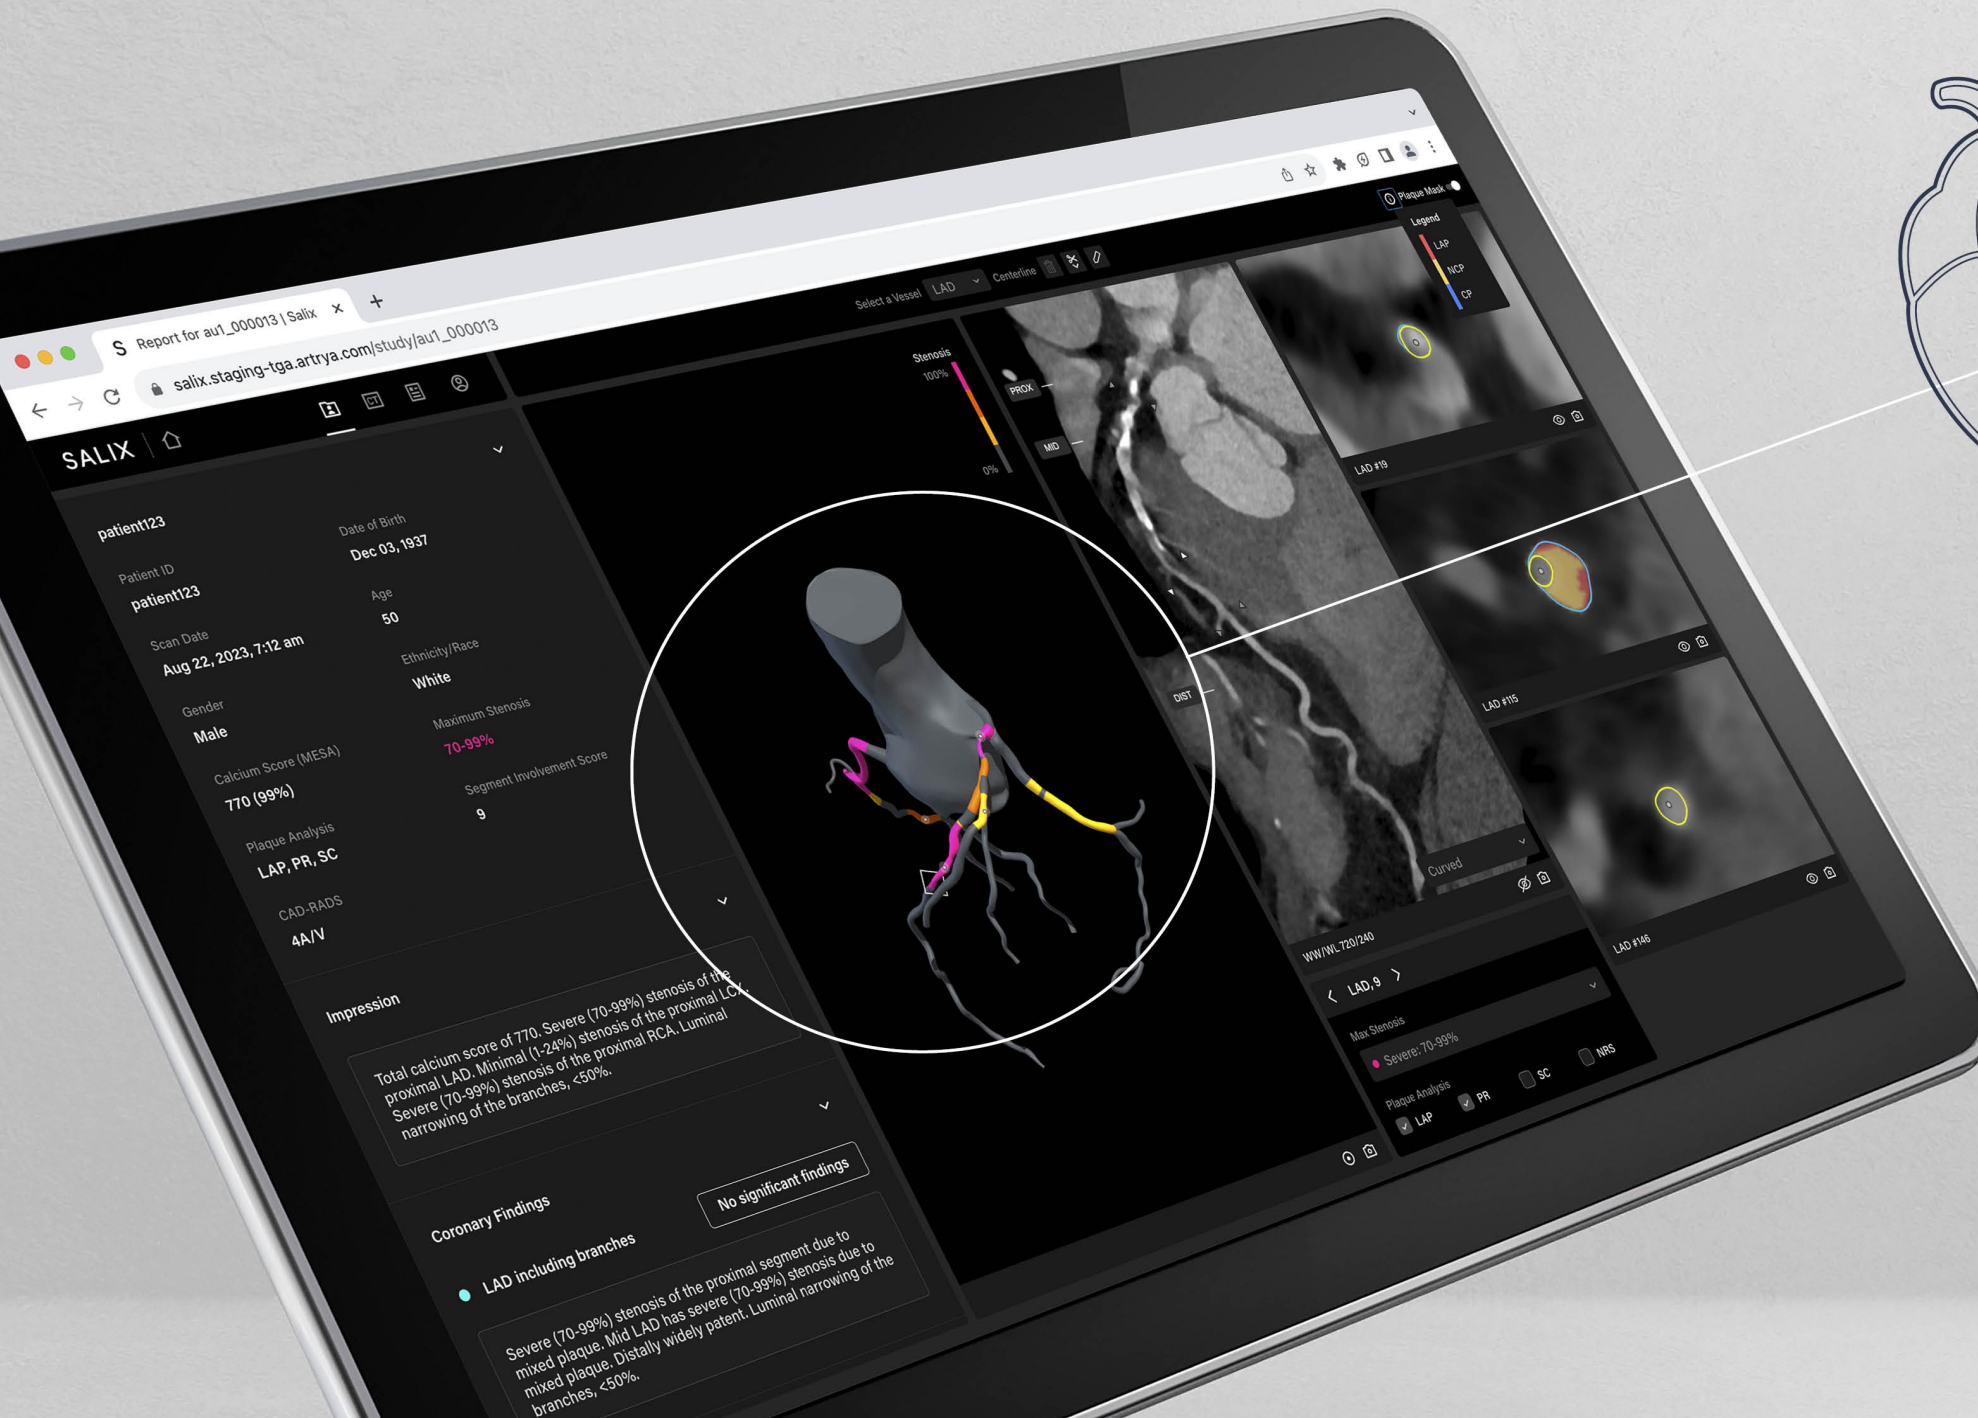 S Report for au1_000013 | Salix
salix.staging-tga.artrya.com/study/au1_000013
SALIX
CT
patient123
Patient ID
patient123
Date of Birth
Dec 03, 1937
Scan Date
Aug 22, 2023, 7:12 am
Age
50
Gender
Male
Ethnicity/Race
White
Calcium Score (MESA)
770 (99%)
Maximum Stenosis
70-99%
Plaque Analysis
LAP, PR, SC
Segment Involvement Score
9
CAD-RADS
4A/V
Impression
Total calcium score of 770. Severe (70-99%) stenosis of the
proximal LAD. Minimal (1-24%) stenosis of the proximal LCX.
Severe (70-99%) stenosis of the proximal RCA. Luminal
narrowing of the branches, <50%.
Coronary Findings
No significant findings
LAD including branches
Severe (70-99%) stenosis of the proximal segment due to
mixed plaque. Mid LAD has severe (70-99%) stenosis due to
mixed plaque. Distally widely patent. Luminal narrowing of the
branches, <50%.
Select a Vessel
LAD
Centerline
Stenosis
100%
0%
PROX
MID
DIST
Curved
WW/WL 720/240
LAD, 9
Max Stenosis
Severe: 70-99%
Plaque Analysis
LAP
PR
SC
NRS
Plaque Mask
Legend
LAP
NCP
CP
LAD #19
LAD #115
LAD #146